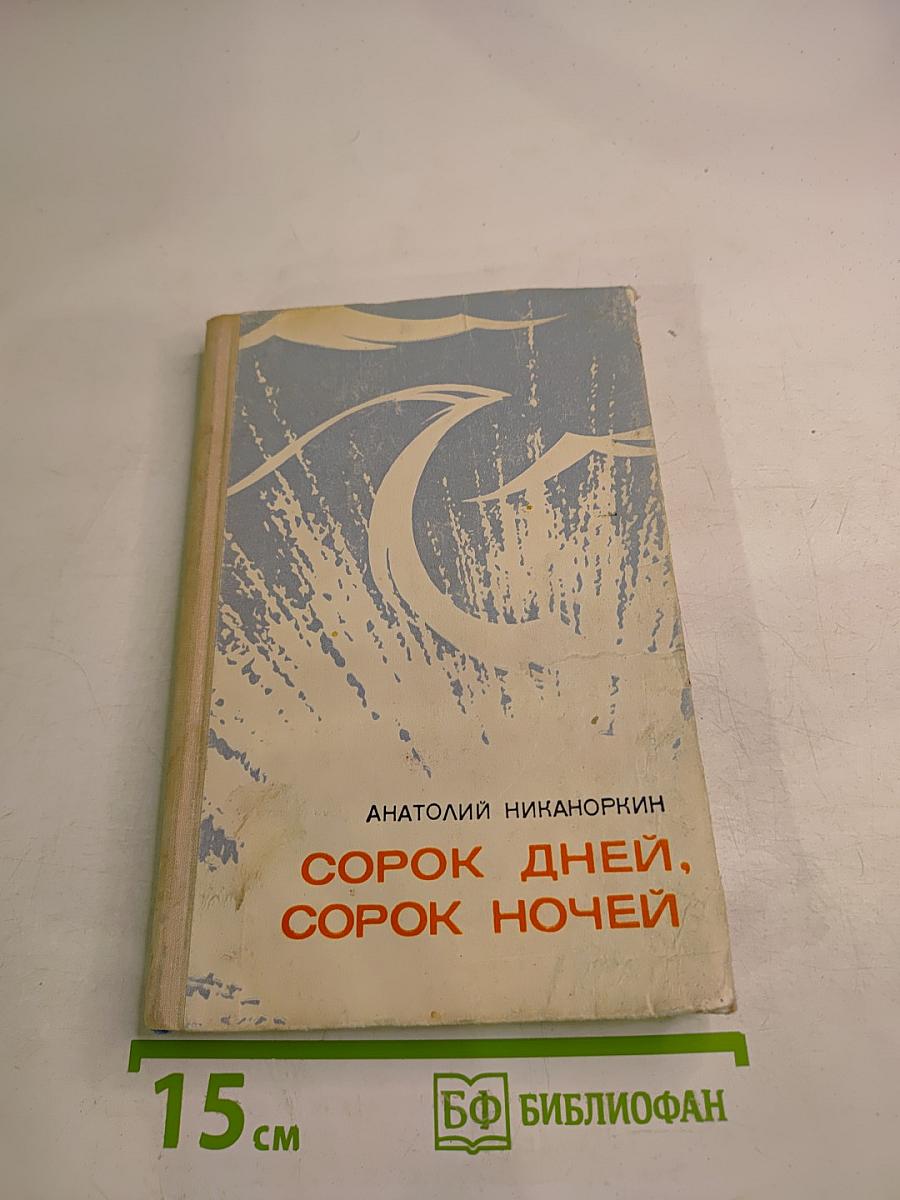 АНАТОЛИЙ НИКАНОРКИН
СОРОК ДНЕЙ,
СОРОК НОЧЕЙ
15 см
БФ БИБЛИОФАН